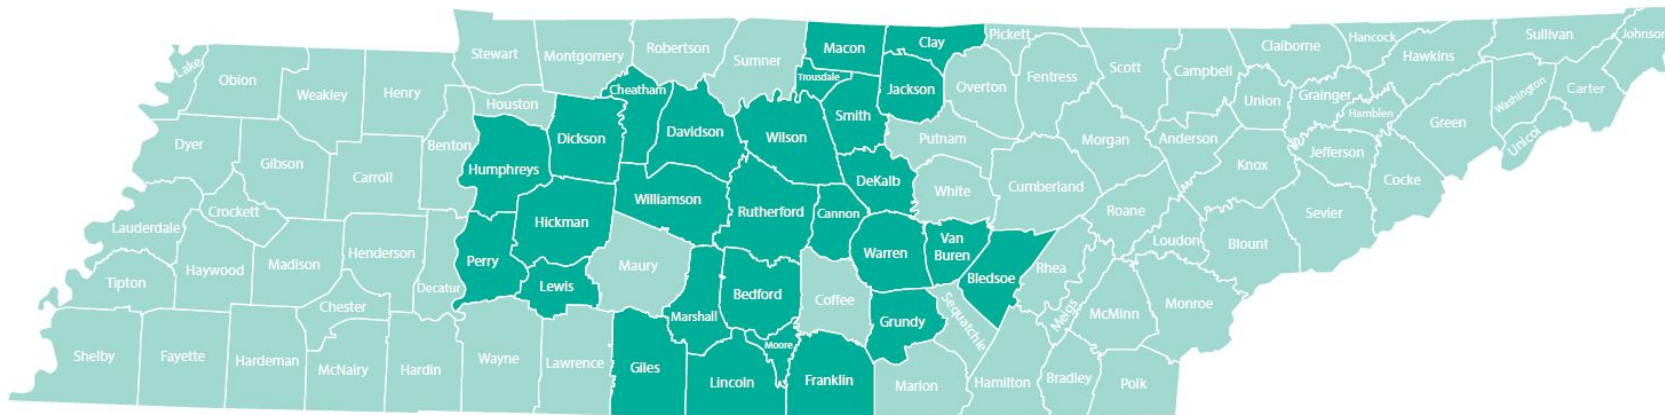 Lake
Obion
Weakley
Henry
Stewart
Montgomery
Robertson
Sumner
Macon
Clay
Pickett
Scott
Campbell
Claiborne
Hancock
Hawkins
Sullivan
Johnson
Trousdale
Jackson
Overton
Fentress
Union
Grainger
Hamblen
Washington
Carter
Green
Unicoi
Houston
Cheatham
Dickson
Davidson
Wilson
Smith
Putnam
Morgan
Anderson
Knox
Jefferson
Cocke
Dyer
Gibson
Carroll
Benton
Humphreys
Williamson
DeKalb
White
Cumberland
Roane
Sevier
Lauderdale
Crockett
Hickman
Rutherford
Cannon
Loudon
Blount
Tipton
Haywood
Madison
Henderson
Decatur
Perry
Lewis
Maury
Warren
Van
Buren
Bledsoe
Rhea
Meigs
McMinn
Monroe
Chester
Marshall
Bedford
Coffee
Grundy
Sequatchie
Shelby
Fayette
Hardeman
McNairy
Hardin
Wayne
Lawrence
Giles
Lincoln
Moore
Franklin
Marion
Hamilton
Bradley
Polk